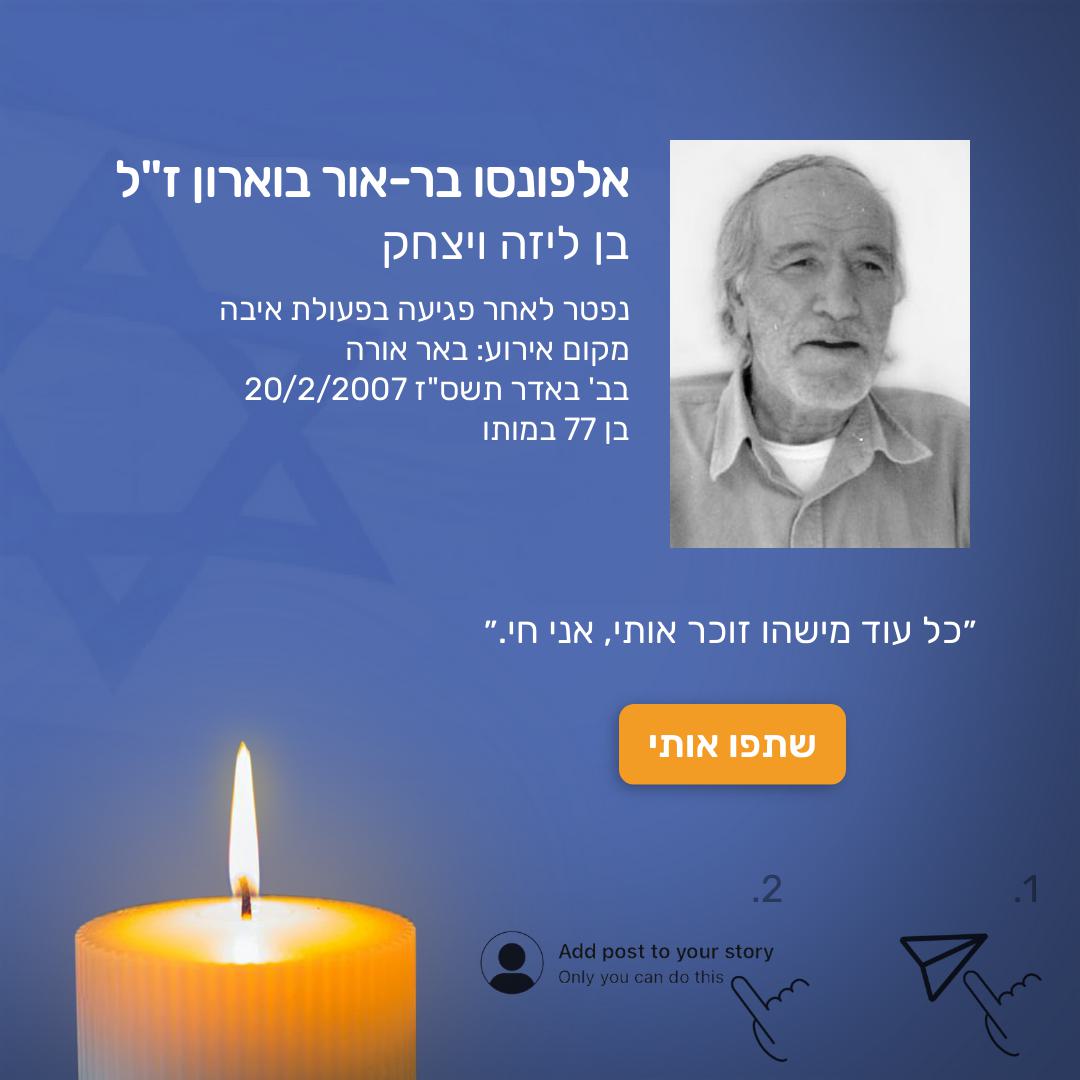 אלפונסו בר-אור בוארון ז"ל
בן ליזה ויצחק
נפטר לאחר פגיעה בפעולת איבה
מקום אירוע: באר אורה
בב' באדר תשס"ז 20/2/2007
בן 77 במותו
״כל עוד מישהו זוכר אותי, אני חי.״
שתפו אותי
1.
2.
Add post to your story
Only you can do this